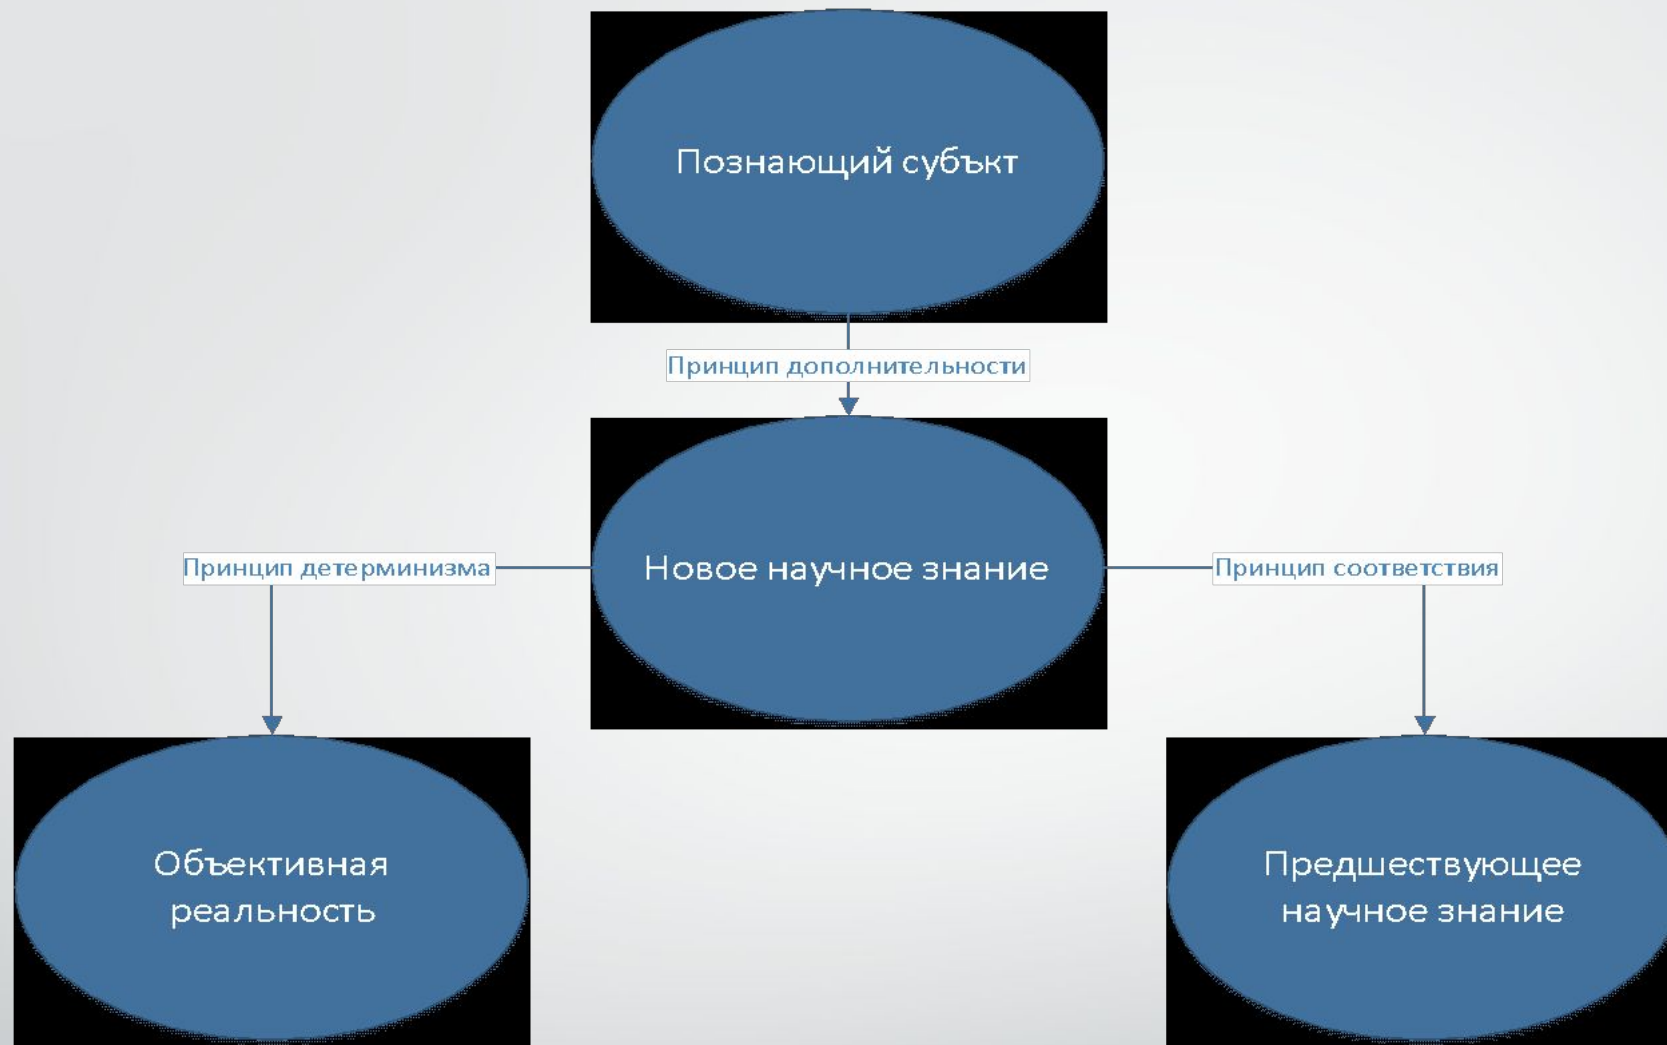 Познающий субъкт
Принцип дополнительности
Новое научное знание
Принцип детерминизма
Принцип соответствия
Объективная
реальность
Предшествующее
научное знание